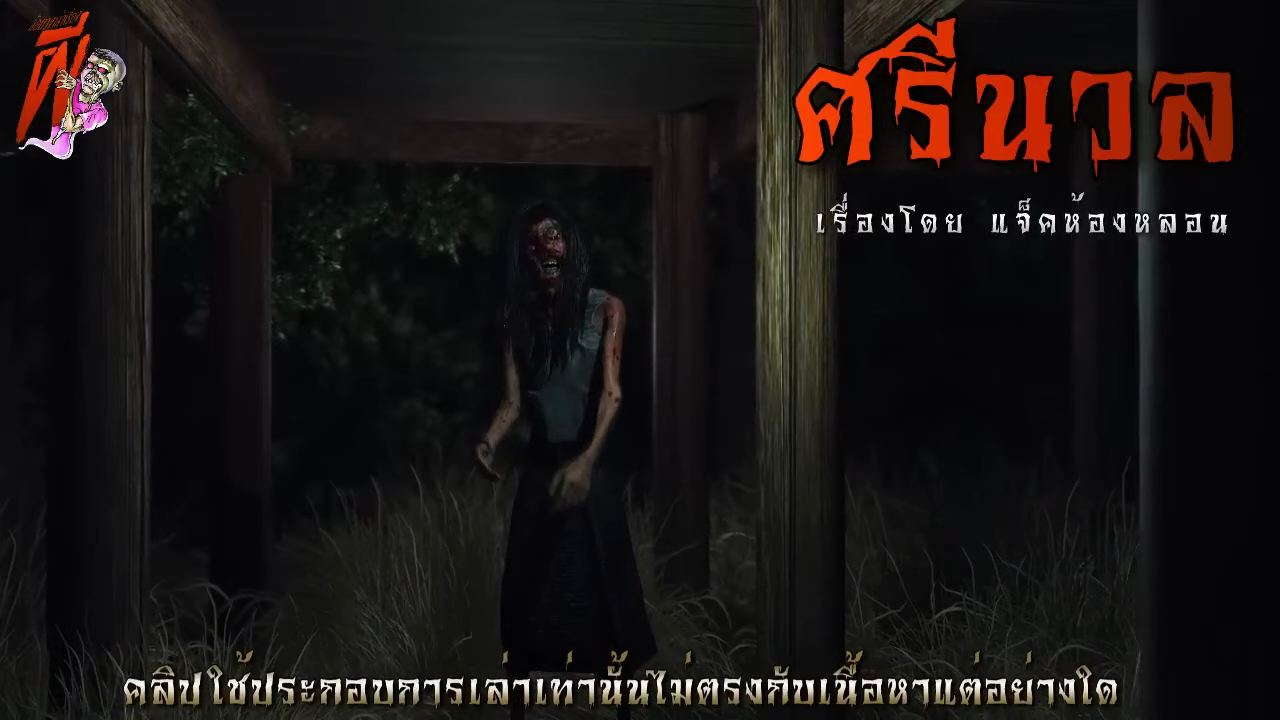 ผี
ศรีนวล
เรื่องโดย แจ็คห้องหลอน
คลิปใช้ประกอบการเล่าเท่านั้นไม่ตรงกับเนื้อหาแต่อย่างใด